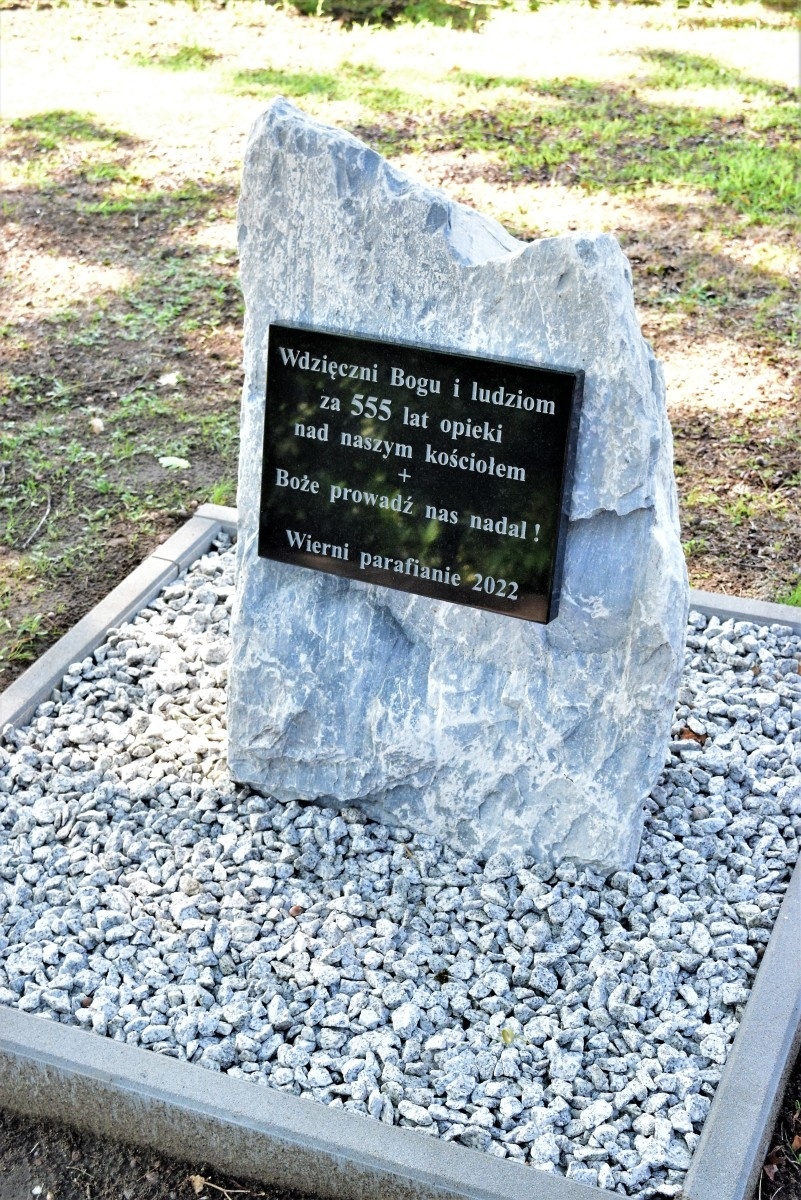 Wdzięczni Bogu i ludziom
za 555 lat opieki
nad naszym kościołem
+
Boże prowadź nas nadal !
Wierni parafianie 2022